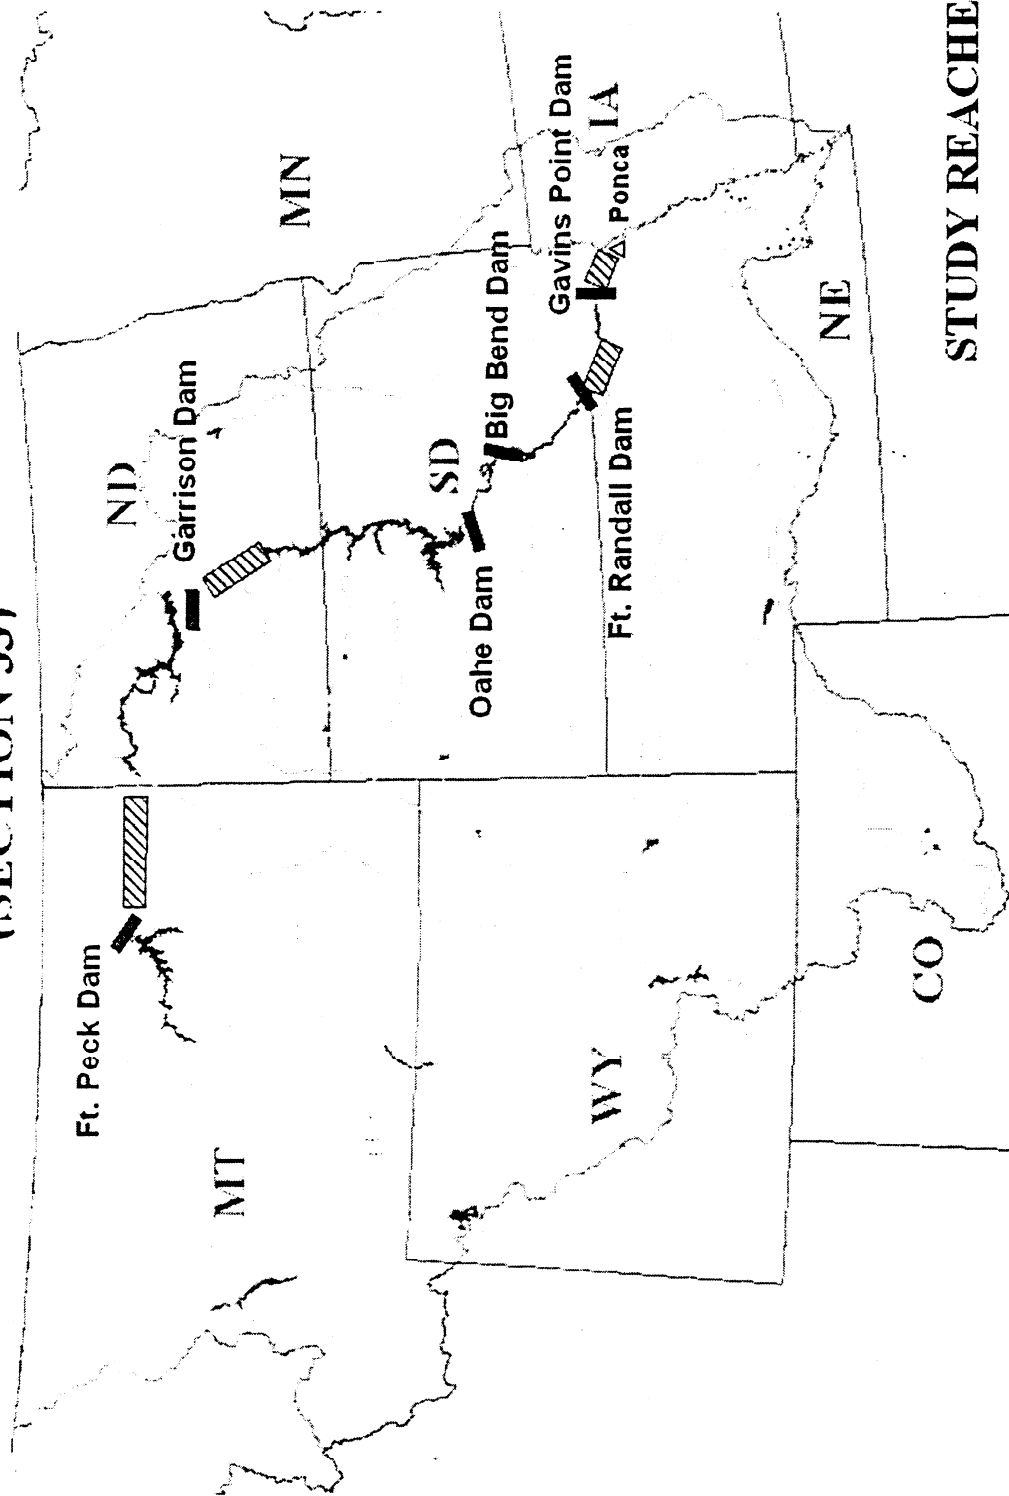 (SECTION 33)
MT
Ft. Peck Dam
ND
Garrison Dam
MN
SD
Oahe Dam
Big Bend Dam
Gavins Point Dam
IA
Ponca
Ft. Randall Dam
WY
NE
CO
STUDY REACHE